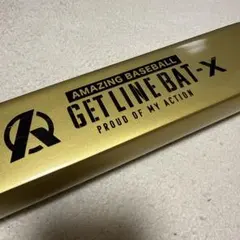 AMAZING BASEBALL
GET LINE BAT-X
PROUD OF MY ACTION